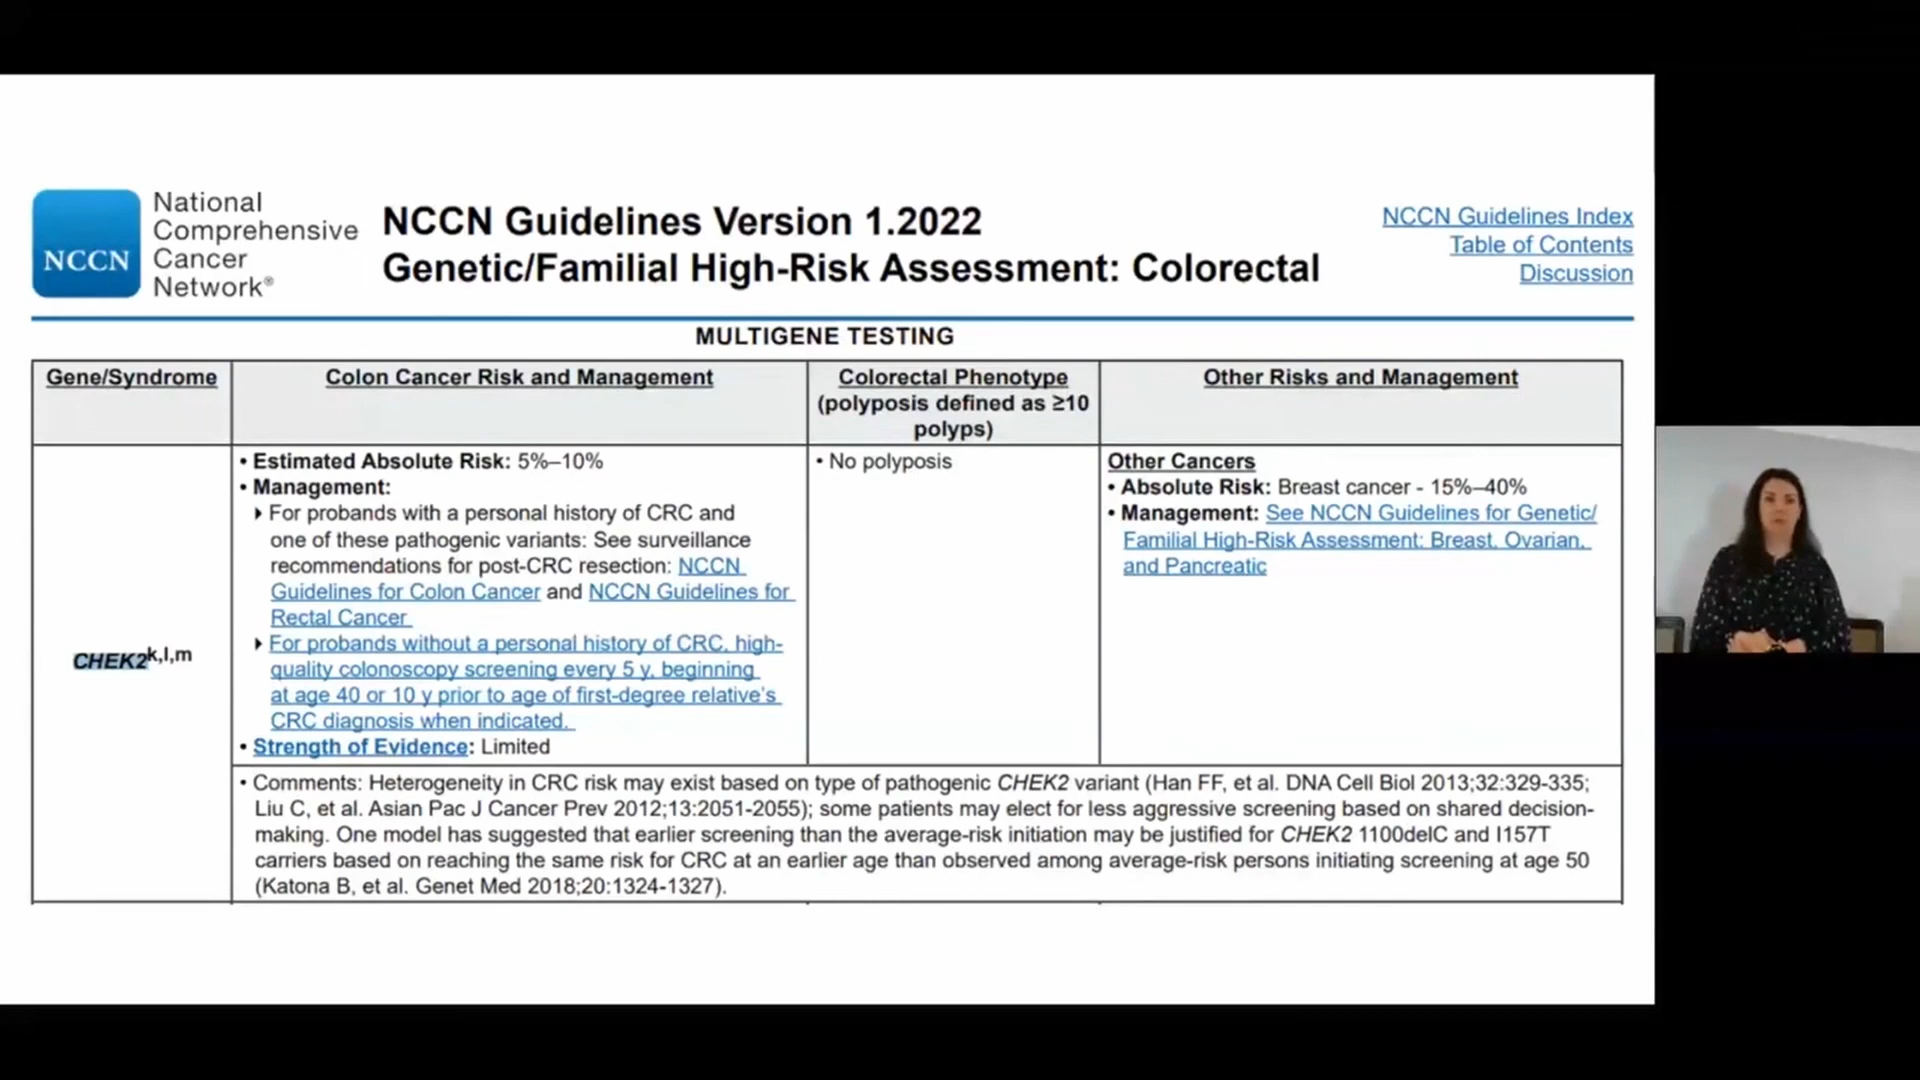 National
Comprehensive
Cancer
Network®
NCCN
NCCN Guidelines Version 1.2022
Genetic/Familial High-Risk Assessment: Colorectal
NCCN Guidelines Index
Table of Contents
Discussion
MULTIGENE TESTING
Gene/Syndrome
Colon Cancer Risk and Management
Colorectal Phenotype
(polyposis defined as ≥10
polyps)
Other Risks and Management
CHEK2k,l,m
• Estimated Absolute Risk: 5%–10%
• Management:
‣ For probands with a personal history of CRC and
one of these pathogenic variants: See surveillance
recommendations for post-CRC resection: NCCN
Guidelines for Colon Cancer and NCCN Guidelines for
Rectal Cancer
‣ For probands without a personal history of CRC, high-
quality colonoscopy screening every 5 y, beginning
at age 40 or 10 y prior to age of first-degree relative's
CRC diagnosis when indicated.
• Strength of Evidence: Limited
• No polyposis
Other Cancers
• Absolute Risk: Breast cancer - 15%–40%
• Management: See NCCN Guidelines for Genetic/
Familial High-Risk Assessment: Breast, Ovarian,
and Pancreatic
• Comments: Heterogeneity in CRC risk may exist based on type of pathogenic CHEK2 variant (Han FF, et al. DNA Cell Biol 2013;32:329-335;
Liu C, et al. Asian Pac J Cancer Prev 2012;13:2051-2055); some patients may elect for less aggressive screening based on shared decision-
making. One model has suggested that earlier screening than the average-risk initiation may be justified for CHEK2 1100delC and I157T
carriers based on reaching the same risk for CRC at an earlier age than observed among average-risk persons initiating screening at age 50
(Katona B, et al. Genet Med 2018;20:1324-1327).